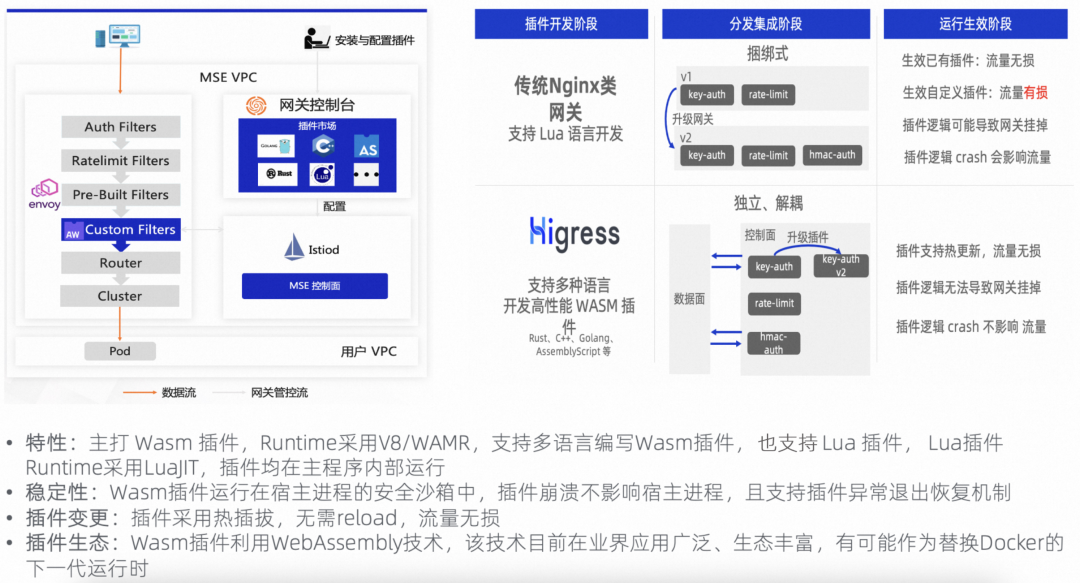 安装与配置插件
MSE VPC
Auth Filters
Ratelimit Filters
Pre-Built Filters
envoy
AW
Custom Filters
Router
Cluster
网关控制台
插件市场
GOLANG
C++
AS
Rust
Lua
配置
Istiod
MSE 控制面
Pod
用户 VPC
数据流
网关管控流
插件开发阶段
分发集成阶段
运行生效阶段
传统Nginx类
网关
支持 Lua 语言开发
捆绑式
v1
key-auth
rate-limit
升级网关
v2
key-auth
rate-limit
hmac-auth
生效已有插件：流量无损
生效自定义插件：流量有损
插件逻辑可能导致网关挂掉
插件逻辑 crash 会影响流量
Higress
支持多种语言
开发高性能 WASM 插
件
Rust、C++、Golang、
AssemblyScript 等
独立、解耦
数据面
控制面
升级插件
key-auth
key-auth
v2
rate-limit
hmac-
auth
插件支持热更新，流量无损
插件逻辑无法导致网关挂掉
插件逻辑 crash 不影响 流量
• 特性：主打 Wasm 插件，Runtime采用V8/WAMR，支持多语言编写Wasm插件， 也支持 Lua 插件， Lua插件
Runtime采用LuaJIT，插件均在主程序内部运行
• 稳定性：Wasm插件运行在宿主进程的安全沙箱中，插件崩溃不影响宿主进程，且支持插件异常退出恢复机制
• 插件变更：插件采用热插拔，无需reload，流量无损
• 插件生态：Wasm插件利用WebAssembly技术，该技术目前在业界应用广泛、生态丰富，有可能作为替换Docker的
下一代运行时